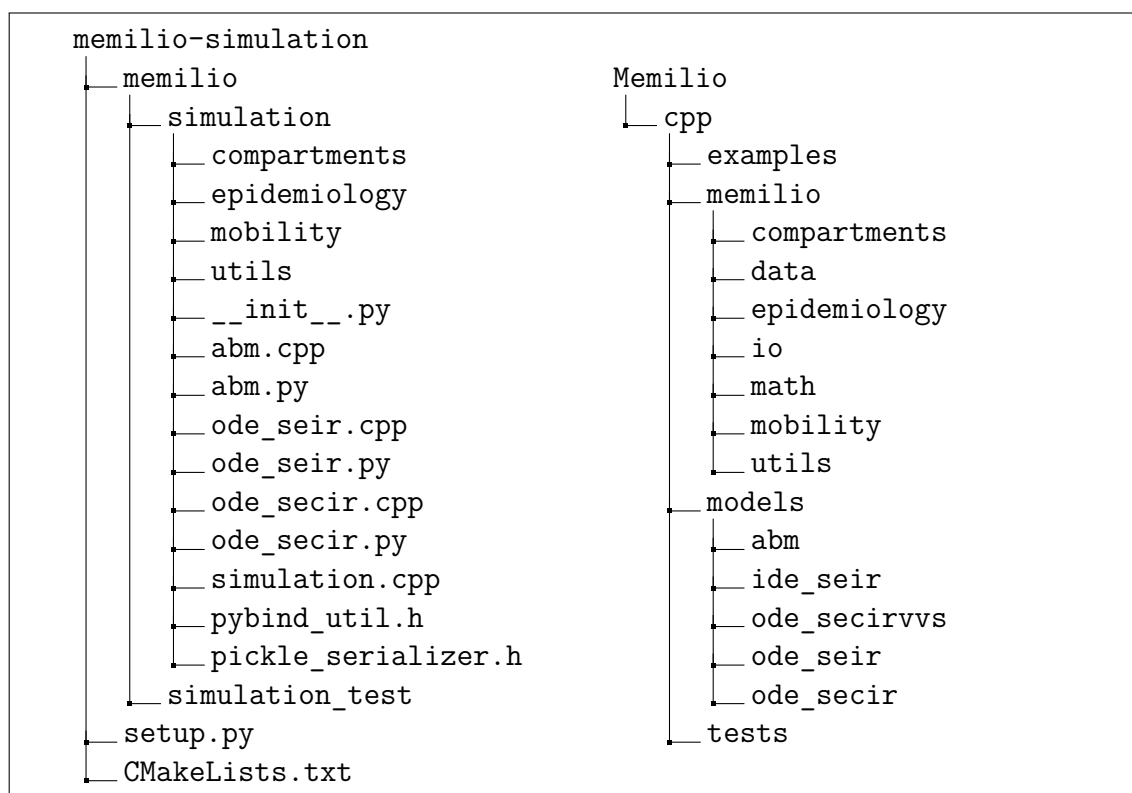 memilio-simulation
memilio
simulation
compartments
epidemiology
mobility
utils
__init__.py
abm.cpp
abm.py
ode_seir.cpp
ode_seir.py
ode_secir.cpp
ode_secir.py
simulation.cpp
pybind_util.h
pickle_serializer.h
simulation_test
setup.py
CMakeLists.txt
Memilio
cpp
examples
memilio
compartments
data
epidemiology
io
math
mobility
utils
models
abm
ide_seir
ode_secirvvs
ode_seir
ode_secir
tests